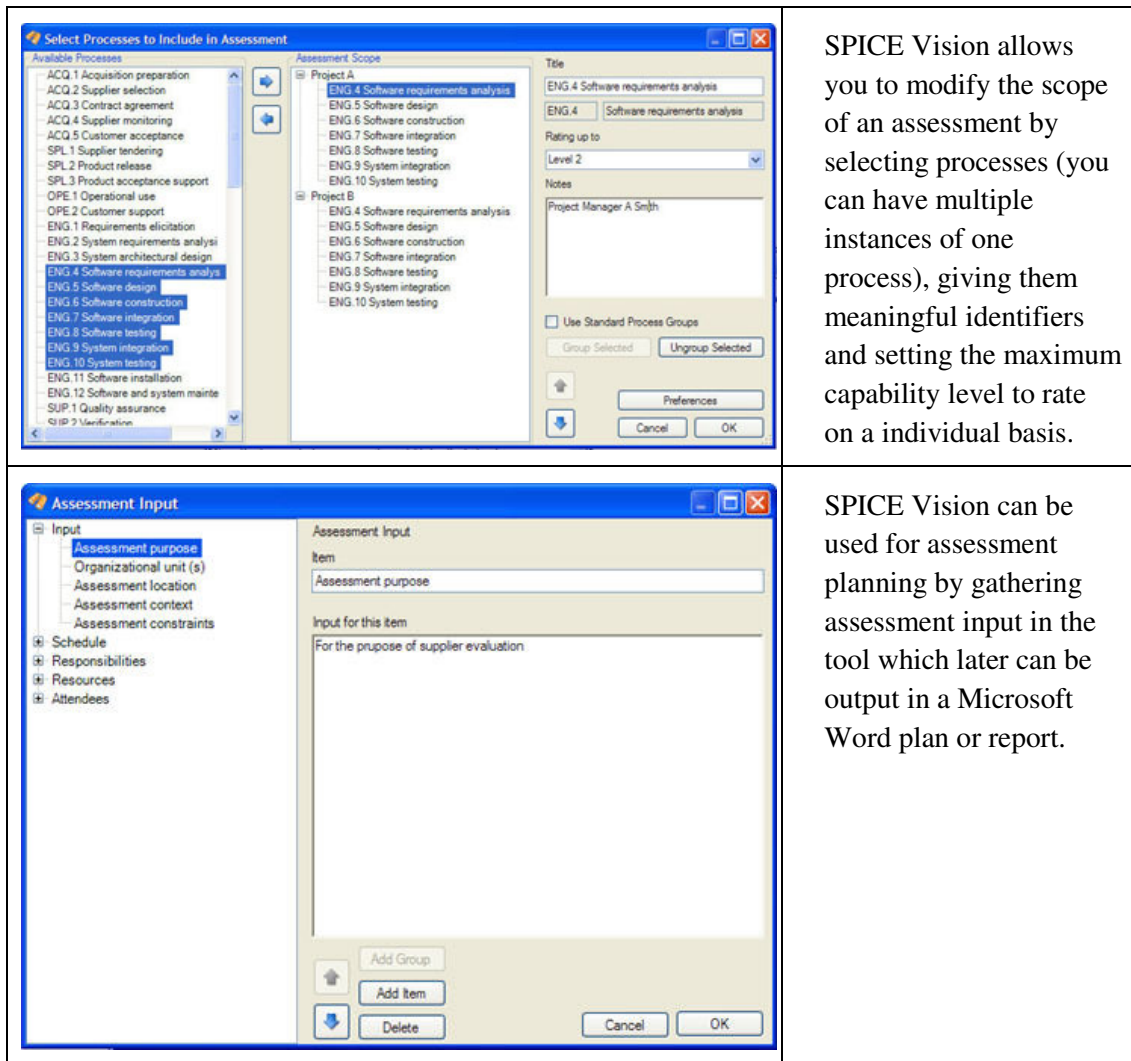 Select Processes to Include in Assessment
Available Processes
ACQ.1 Acquisition preparation
ACQ.2 Supplier selection
ACQ.3 Contract agreement
ACQ.4 Supplier monitoring
ACQ.5 Customer acceptance
SPL.1 Supplier tendering
SPL.2 Product release
SPL.3 Product acceptance support
OPE.1 Operational use
OPE.2 Customer support
ENG.1 Requirements elicitation
ENG.2 System requirements analysi
ENG.3 System architectural design
ENG.4 Software requirements analys
ENG.5 Software design
ENG.6 Software construction
ENG.7 Software integration
ENG.8 Software testing
ENG.9 System integration
ENG.10 System testing
ENG.11 Software installation
ENG.12 Software and system mainte
SUP.1 Quality assurance
SUP.2 Verification
Assessment Scope
Project A
ENG.4 Software requirements analysis
ENG.5 Software design
ENG.6 Software construction
ENG.7 Software integration
ENG.8 Software testing
ENG.9 System integration
ENG.10 System testing
Project B
ENG.4 Software requirements analysis
ENG.5 Software design
ENG.6 Software construction
ENG.7 Software integration
ENG.8 Software testing
ENG.9 System integration
ENG.10 System testing
Title
ENG.4 Software requirements analysis
ENG.4 Software requirements analysis
Rating up to
Level 2
Notes
Project Manager A Smith
Use Standard Process Groups
Group Selected Ungroup Selected
Preferences
Cancel OK
SPICE Vision allows
you to modify the scope
of an assessment by
selecting processes (you
can have multiple
instances of one
process), giving them
meaningful identifiers
and setting the maximum
capability level to rate
on a individual basis.
Assessment Input
Input
Assessment purpose
Organizational unit (s)
Assessment location
Assessment context
Assessment constraints
Schedule
Responsibilities
Resources
Attendees
Assessment Input
Item
Assessment purpose
Input for this item
For the prupose of supplier evaluation
Add Group
Add Item
Delete
Cancel OK
SPICE Vision can be
used for assessment
planning by gathering
assessment input in the
tool which later can be
output in a Microsoft
Word plan or report.